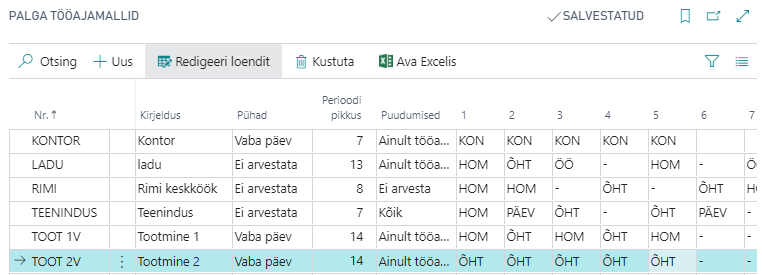 PALGA TÖÖAJAMALLID SALVESTATUD
Otsing Uus Redigeeri loendit Kustuta Ava Excelis
Nr. ↑ Kirjeldus Pühad Perioodi pikkus Puudumised 1 2 3 4 5 6 7
KONTOR Kontor Vaba päev 7 Ainult tööa... KON KON KON KON KON
LADU ladu Ei arvestata 13 Ainult tööa... HOM ÕHT ÖÖ - HOM -
RIMI Rimi keskköök Ei arvestata 8 Ei arvesta HOM HOM - ÕHT - ÕHT
TEENINDUS Teenindus Ei arvestata 7 Kõik HOM PÄEV ÕHT - ÕHT PÄEV -
TOOT 1V Tootmine 1 Vaba päev 14 Ainult tööa... HOM ÕHT HOM ÕHT HOM - -
TOOT 2V Tootmine 2 Vaba päev 14 Ainult tööa... ÕHT ÕHT ÕHT ÕHT ÕHT - -